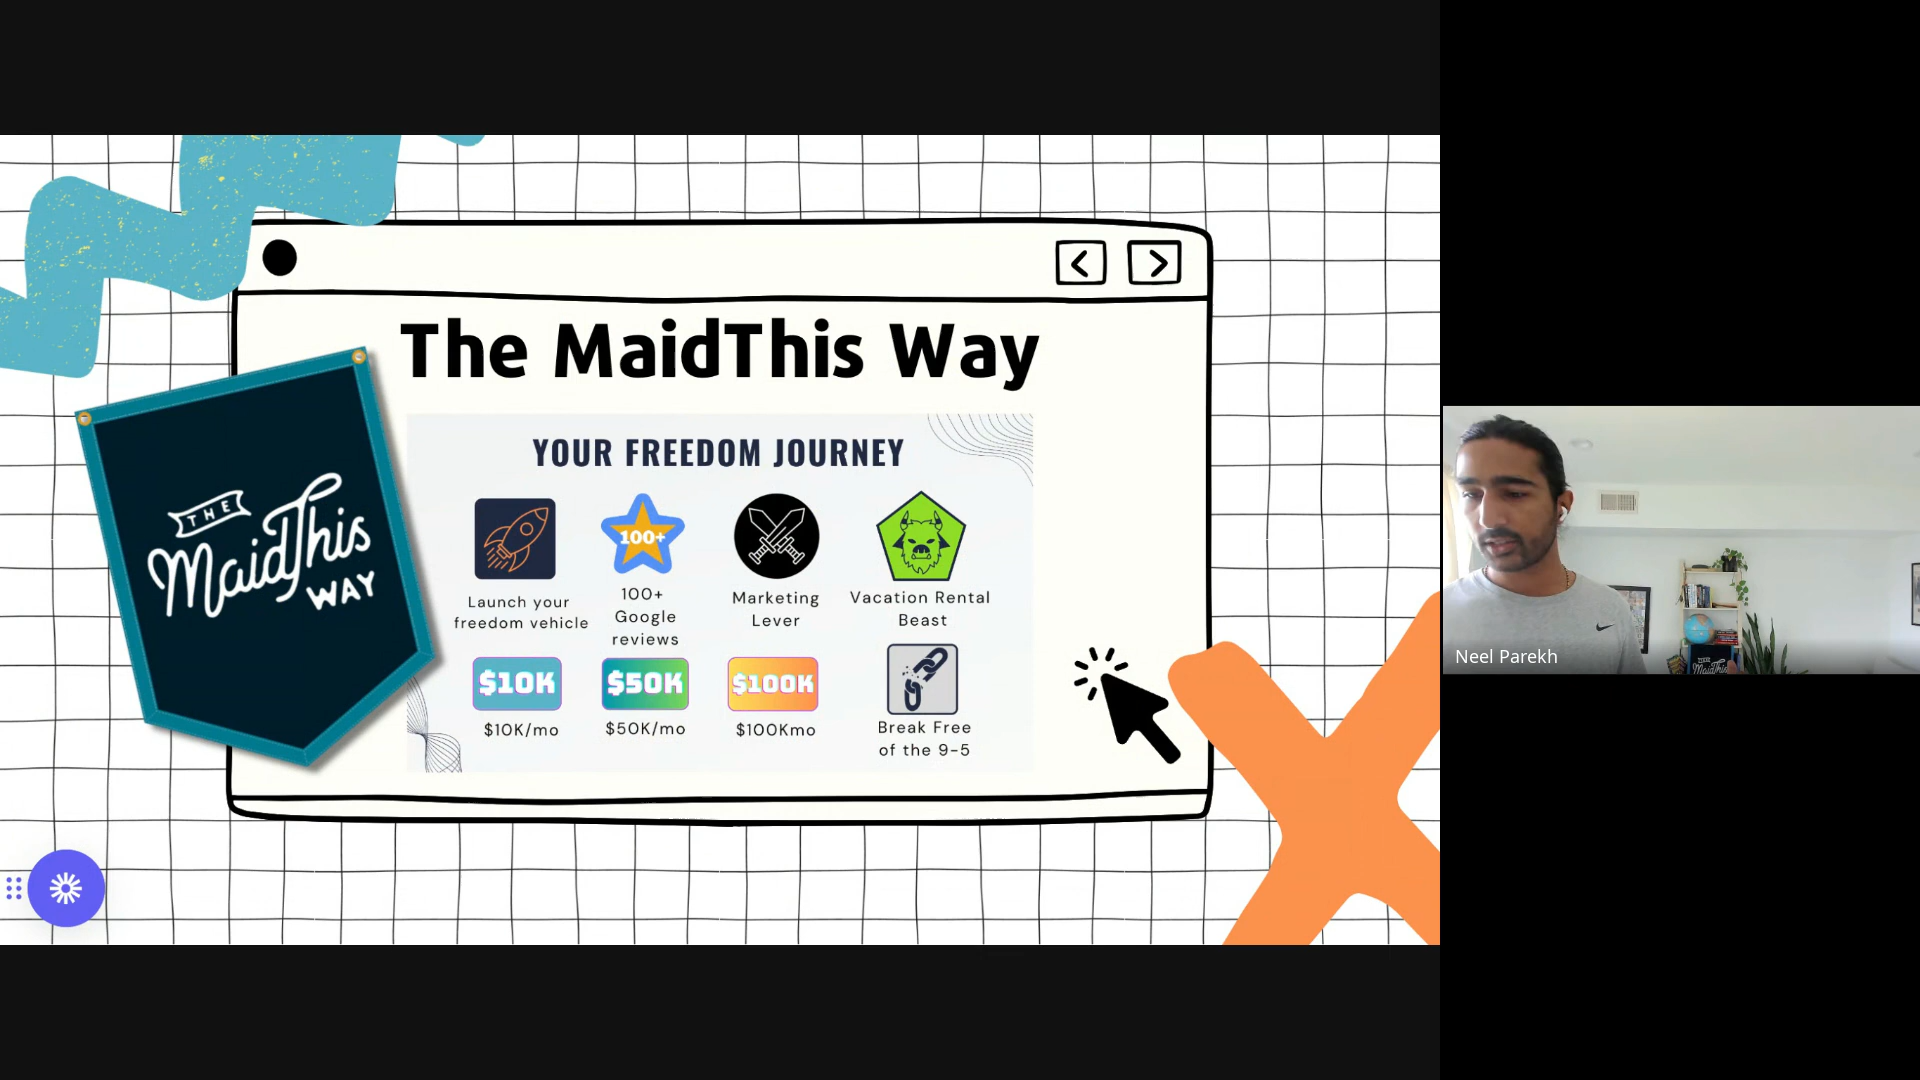 The MaidThis Way
THE
MaidThis
WAY
YOUR FREEDOM JOURNEY
100+
Launch your
freedom vehicle
100+
Google
reviews
Marketing
Lever
Vacation Rental
Beast
$10K
$50K
$100K
$10K/mo
$50K/mo
$100Kmo
Break Free
of the 9-5
Neel Parekh
MaidThis